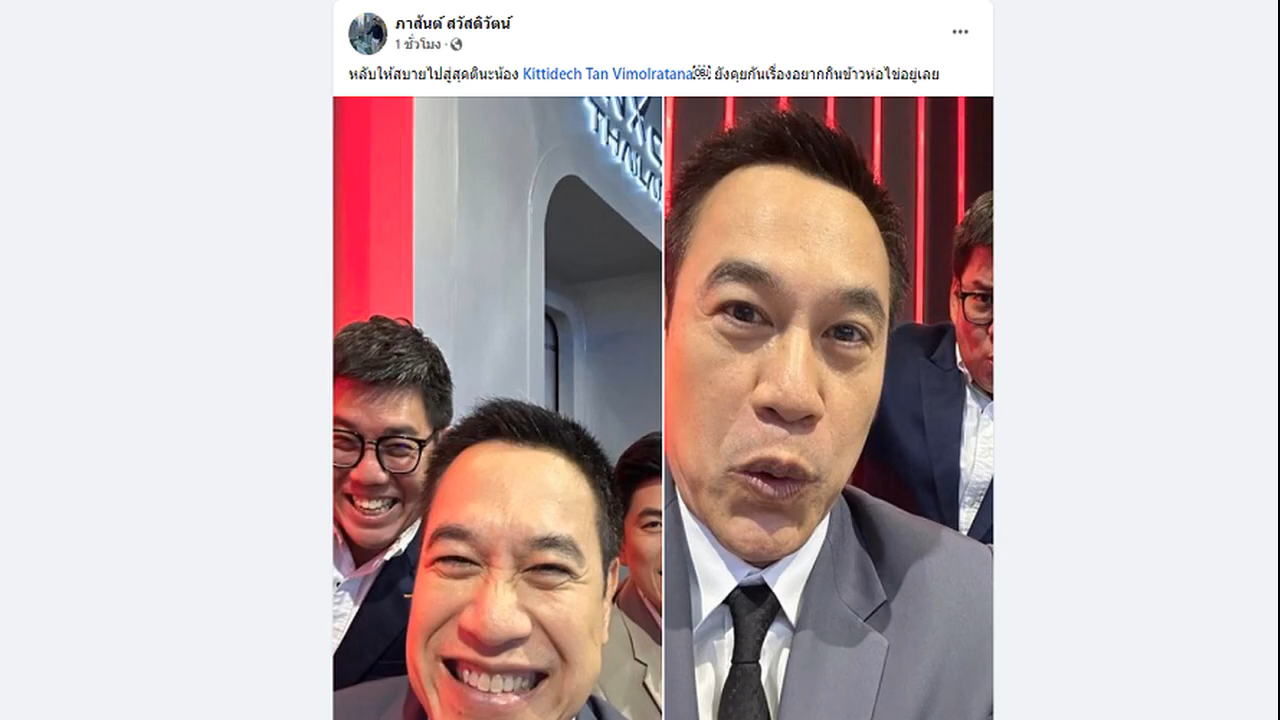 ภาสันต์ สวัสดิวัตน์
1 ชั่วโมง ·
หลับให้สบายไปสู่สุคตินะน้อง Kittidech Tan Vimolratana￼ ยังคุยกันเรื่องอยากกินข้าวห่อไข่อยู่เลย
THAILAN